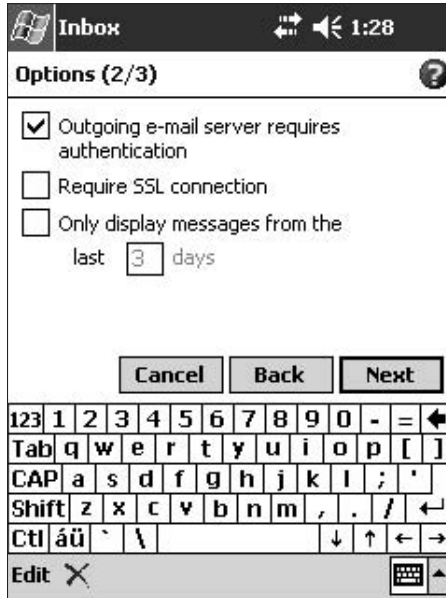 Inbox 1:28
Options (2/3) ?
Outgoing e-mail server requires
authentication
Require SSL connection
Only display messages from the
last 3 days
Cancel Back Next
123 1 2 3 4 5 6 7 8 9 0 - =
Tab q w e r t y u i o p [ ]
CAP a s d f g h j k l ; '
Shift z x c v b n m , . /
Ctl áü ` \
Edit